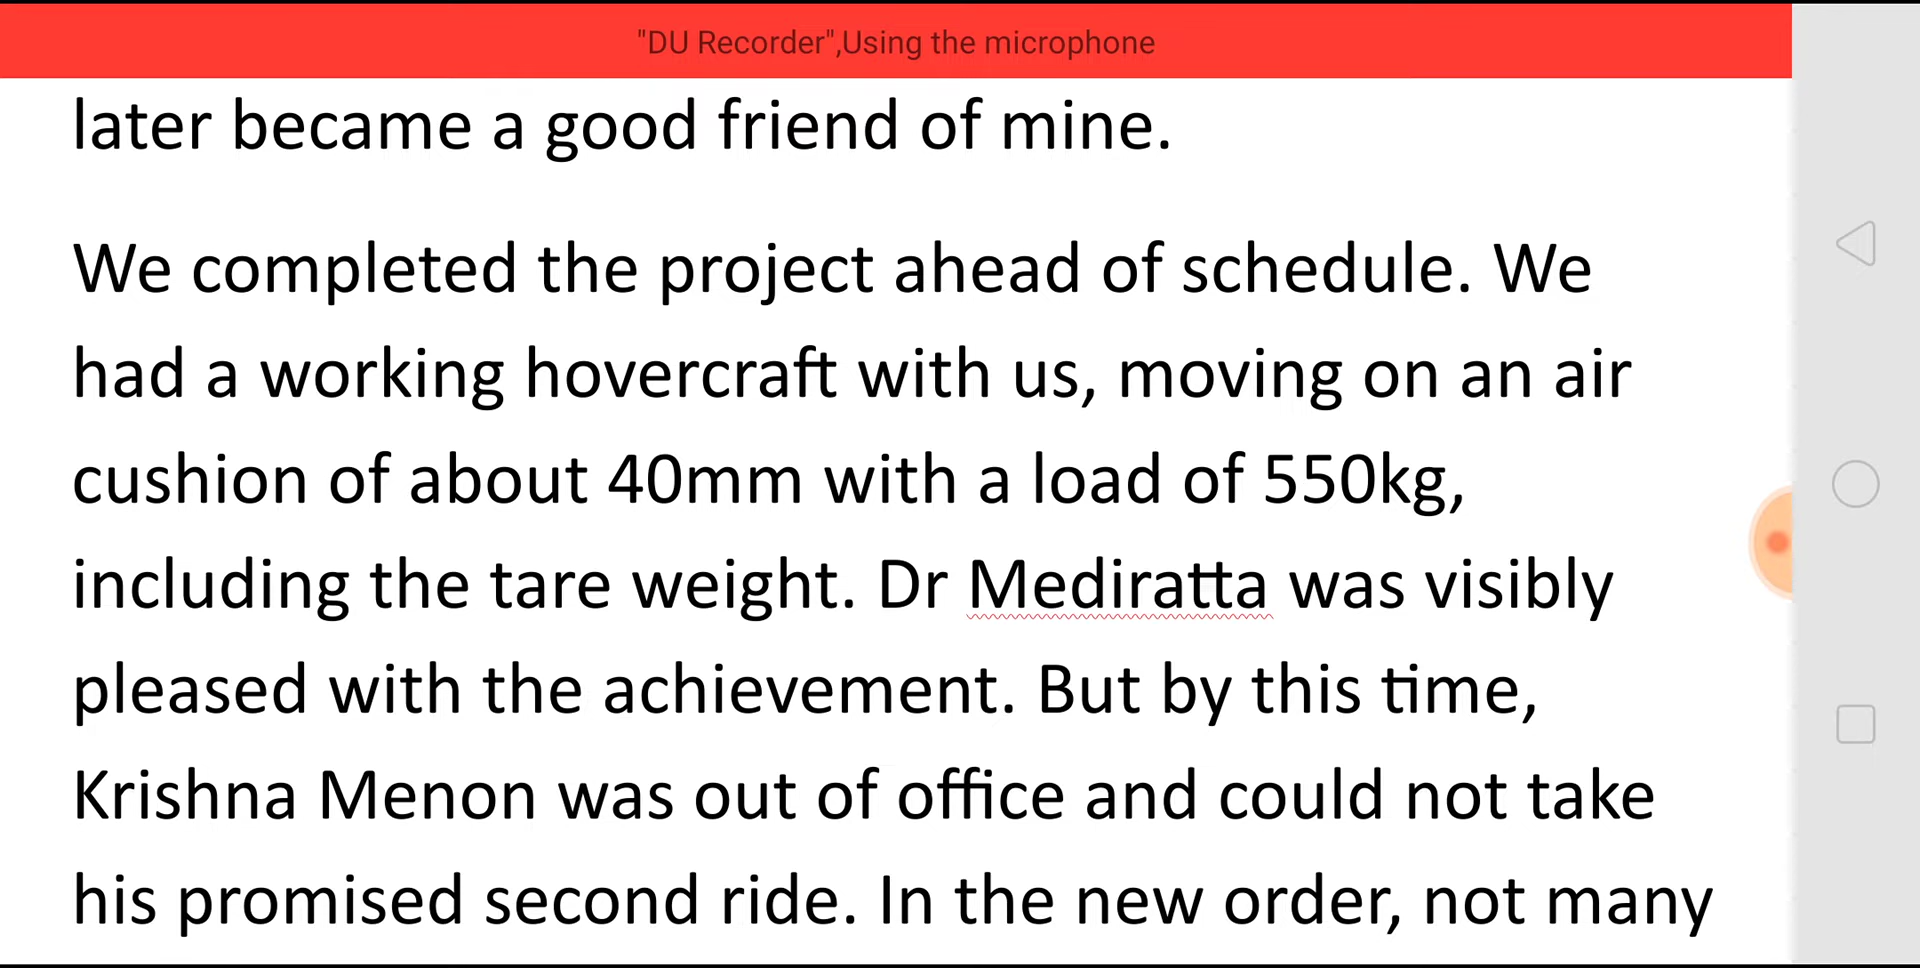 "DU Recorder",Using the microphone
later became a good friend of mine.
We completed the project ahead of schedule. We
had a working hovercraft with us, moving on an air
cushion of about 40mm with a load of 550kg,
including the tare weight. Dr Mediratta was visibly
pleased with the achievement. But by this time,
Krishna Menon was out of office and could not take
his promised second ride. In the new order, not many